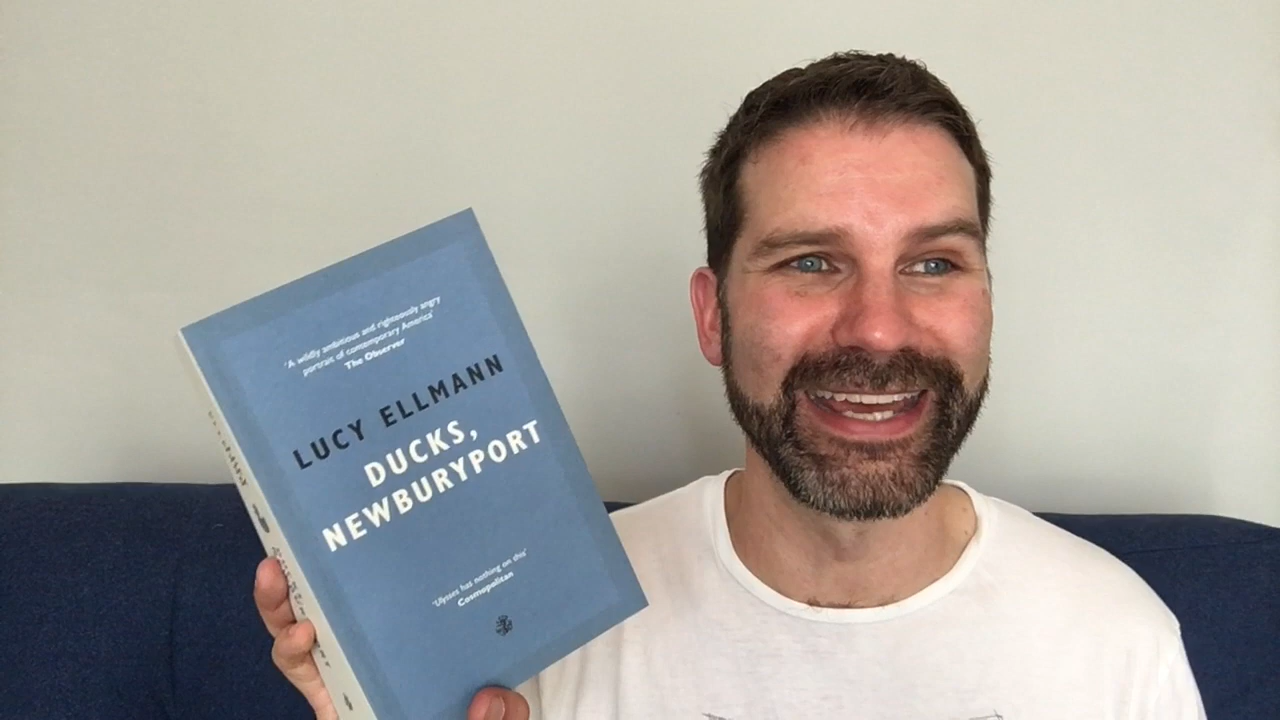 'A wildly ambitious and righteously angry
portrait of contemporary America'
The Observer
LUCY ELLMANN
DUCKS,
NEWBURYPORT
'Ulysses has nothing on this'
Cosmopolitan